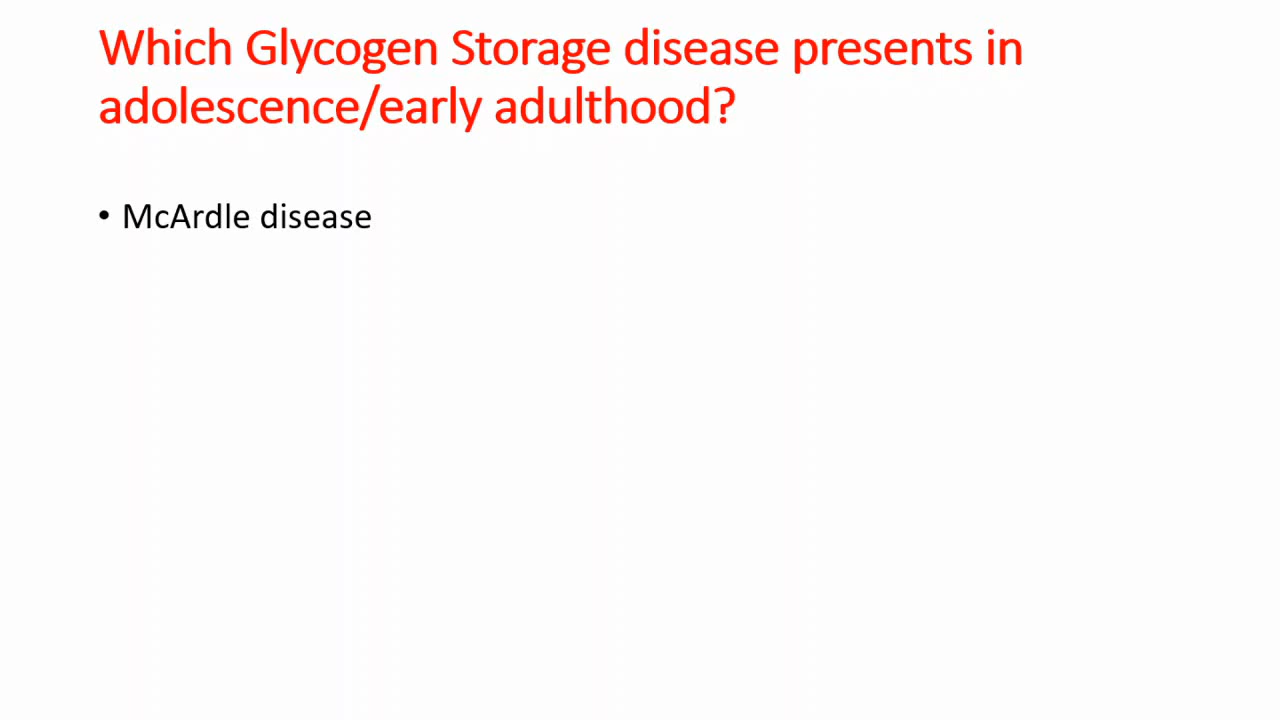 Which Glycogen Storage disease presents in
adolescence/early adulthood?
• McArdle disease